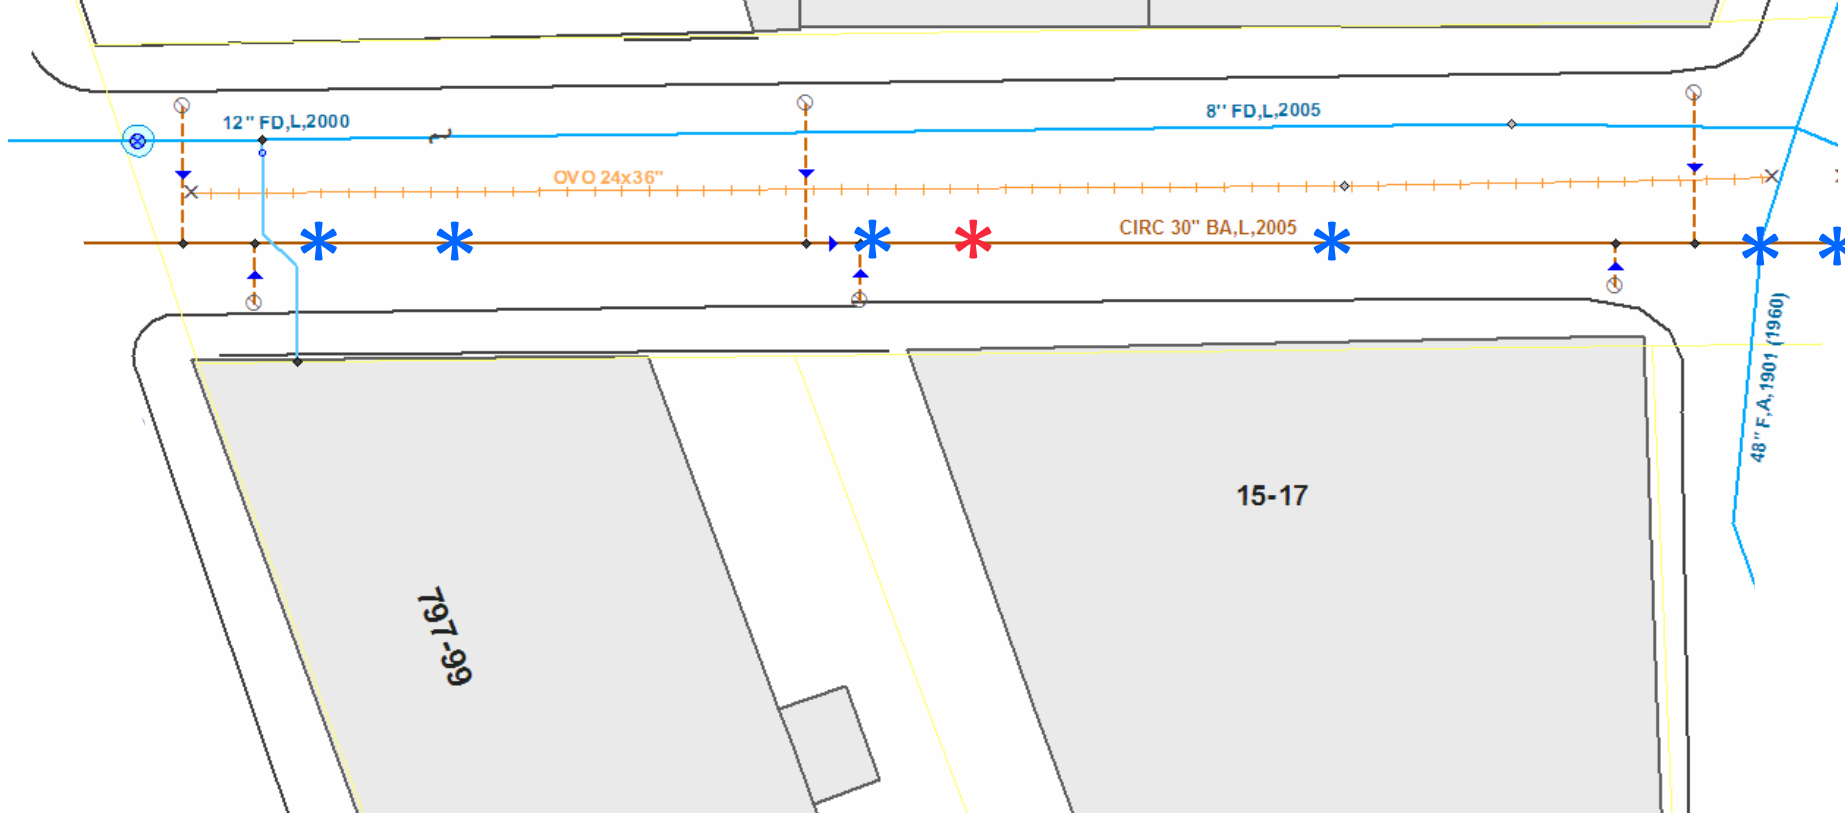 12" FD,L,2000
8" FD,L,2005
OVO 24x36"
CIRC 30" BA,L,2005
48" F,A,1901 (1960)
15-17
797-99